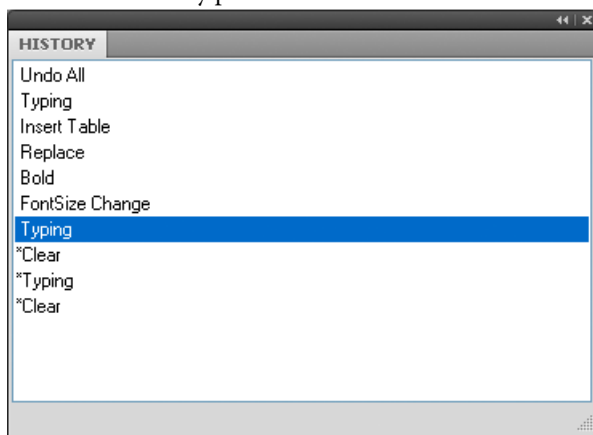 HISTORY
Undo All
Typing
Insert Table
Replace
Bold
FontSize Change
Typing
*Clear
*Typing
*Clear